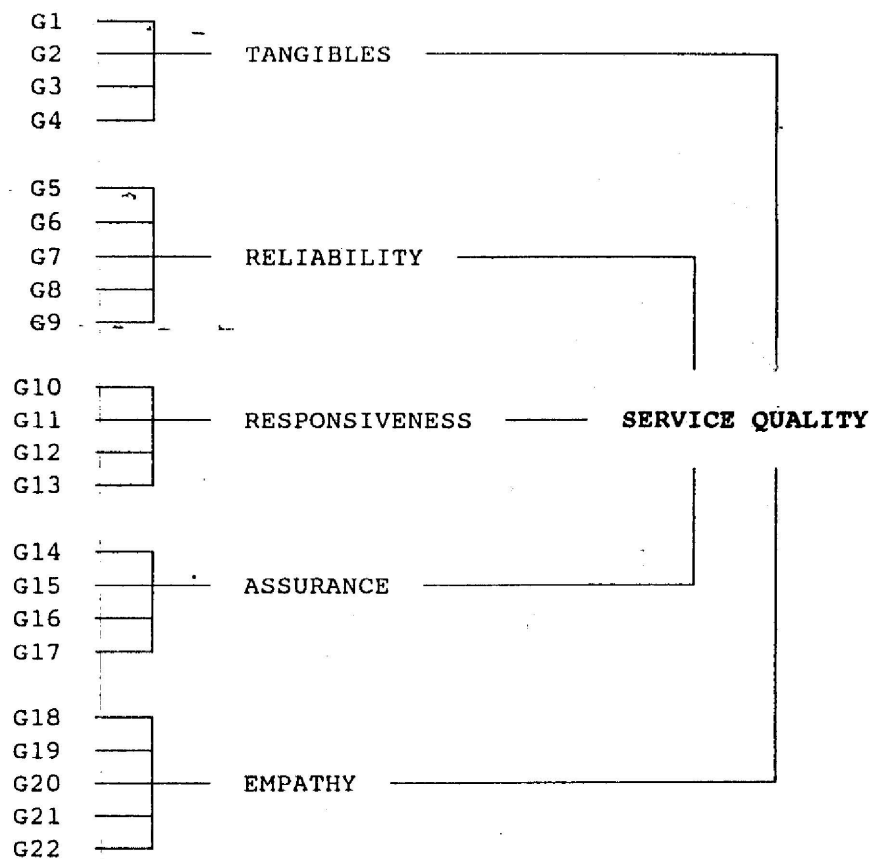 G1
G2 TANGIBLES
G3
G4
G5
G6
G7 RELIABILITY
G8
G9
G10
G11 RESPONSIVENESS SERVICE QUALITY
G12
G13
G14
G15 ASSURANCE
G16
G17
G18
G19
G20 EMPATHY
G21
G22